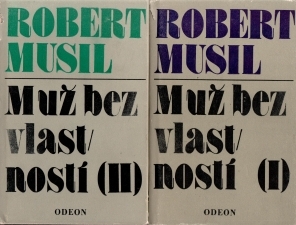 ROBERT
MUSIL
Muž bez
vlast/
ností (II)
ODEON
ROBERT
MUSIL
Muž bez
vlast/
ností (I)
ODEON